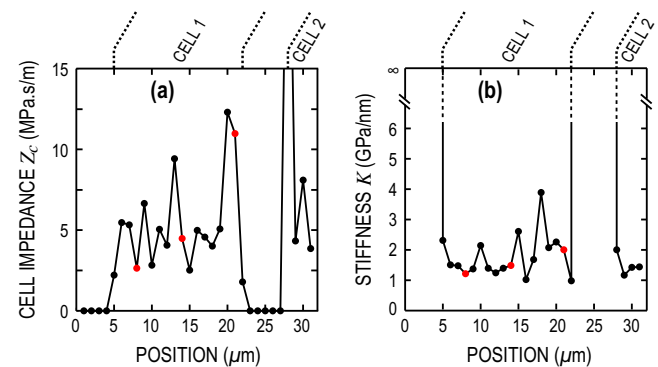 CELL 1
CELL 2
CELL 1
CELL 2
(a)
(b)
CELL IMPEDANCE Zc (MPa.s/m)
15
10
5
0
0 5 10 15 20 25 30
POSITION (μm)
STIFFNESS K (GPa/nm)
∞
6
5
4
3
2
1
0
0 5 10 15 20 25 30
POSITION (μm)